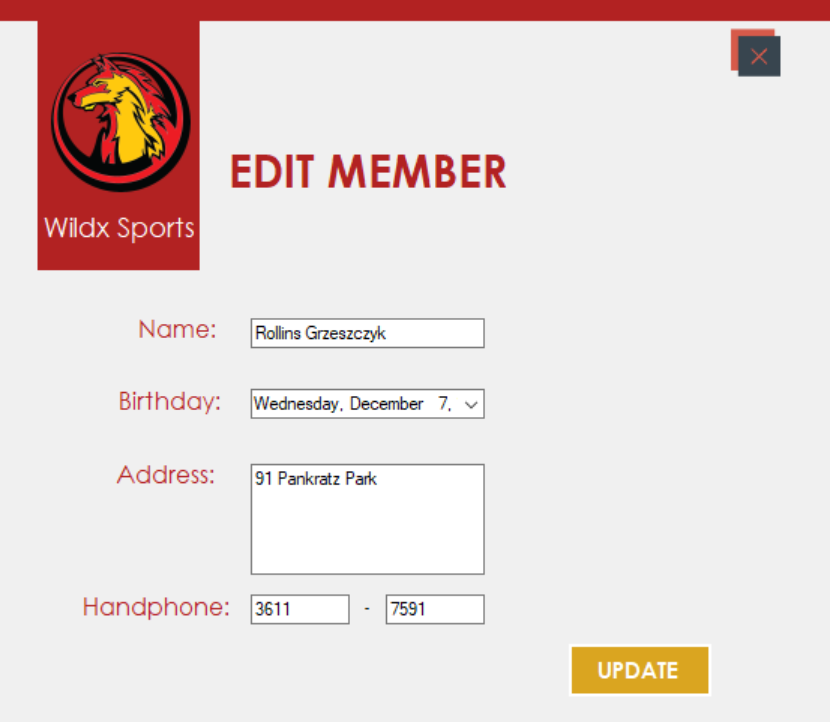 EDIT MEMBER
Wildx Sports
Name: Rollins Grzeszczyk
Birthday: Wednesday, December 7,
Address: 91 Pankratz Park
Handphone: 3611 - 7591
UPDATE